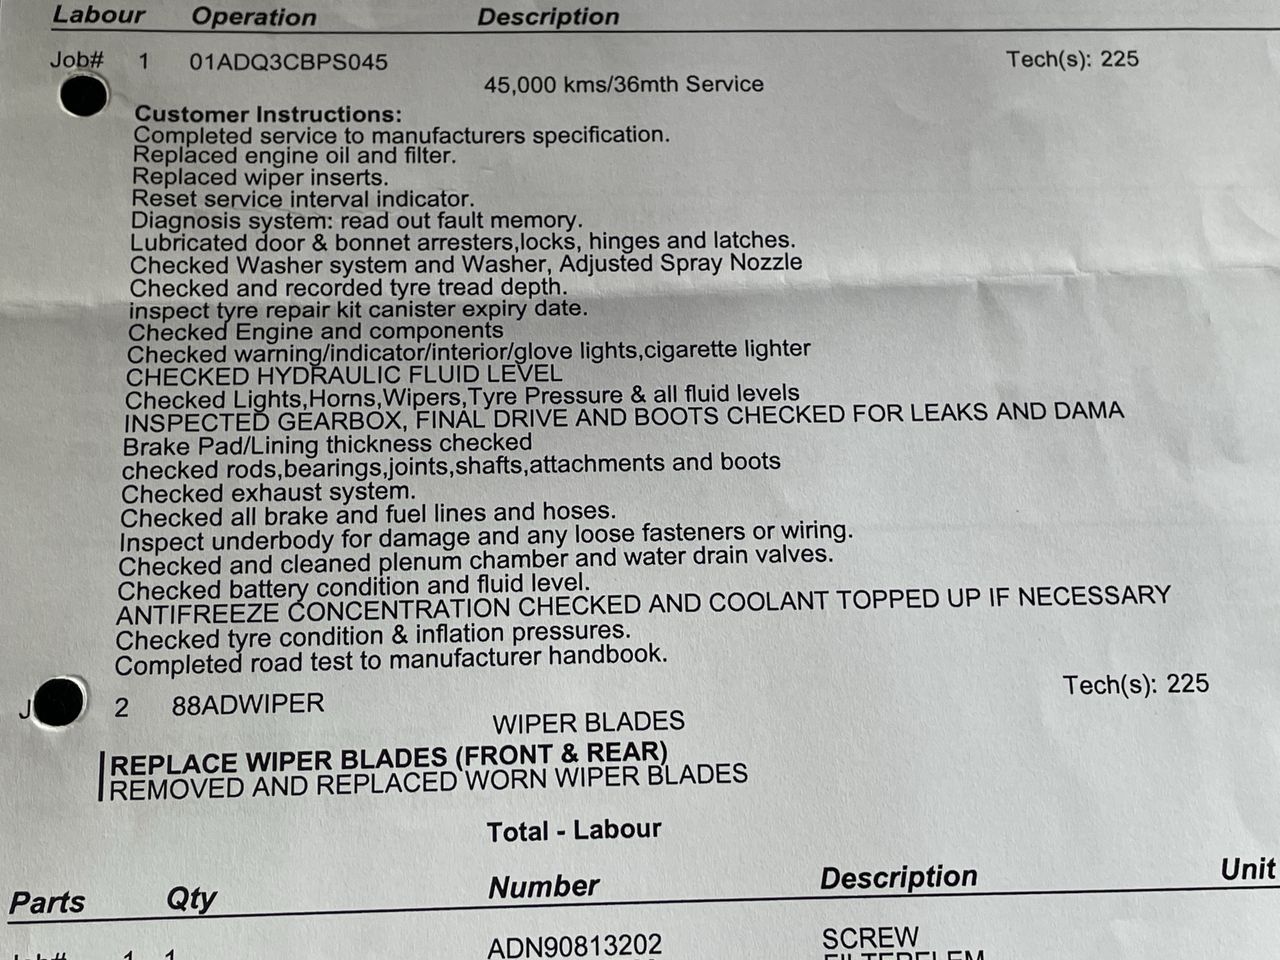 Labour Operation Description
Job# 1 01ADQ3CBPS045 Tech(s): 225
45,000 kms/36mth Service
Customer Instructions:
Completed service to manufacturers specification.
Replaced engine oil and filter.
Replaced wiper inserts.
Reset service interval indicator.
Diagnosis system: read out fault memory.
Lubricated door & bonnet arresters,locks, hinges and latches.
Checked Washer system and Washer, Adjusted Spray Nozzle
Checked and recorded tyre tread depth.
inspect tyre repair kit canister expiry date.
Checked Engine and components
Checked warning/indicator/interior/glove lights,cigarette lighter
CHECKED HYDRAULIC FLUID LEVEL
Checked Lights,Horns,Wipers,Tyre Pressure & all fluid levels
INSPECTED GEARBOX, FINAL DRIVE AND BOOTS CHECKED FOR LEAKS AND DAMA
Brake Pad/Lining thickness checked
checked rods,bearings,joints,shafts,attachments and boots
Checked exhaust system.
Checked all brake and fuel lines and hoses.
Inspect underbody for damage and any loose fasteners or wiring.
Checked and cleaned plenum chamber and water drain valves.
Checked battery condition and fluid level.
ANTIFREEZE CONCENTRATION CHECKED AND COOLANT TOPPED UP IF NECESSARY
Checked tyre condition & inflation pressures.
Completed road test to manufacturer handbook.
J 2 88ADWIPER Tech(s): 225
WIPER BLADES
REPLACE WIPER BLADES (FRONT & REAR)
REMOVED AND REPLACED WORN WIPER BLADES
Total - Labour
Parts Qty Number Description Unit
1 1 ADN90813202 SCREW